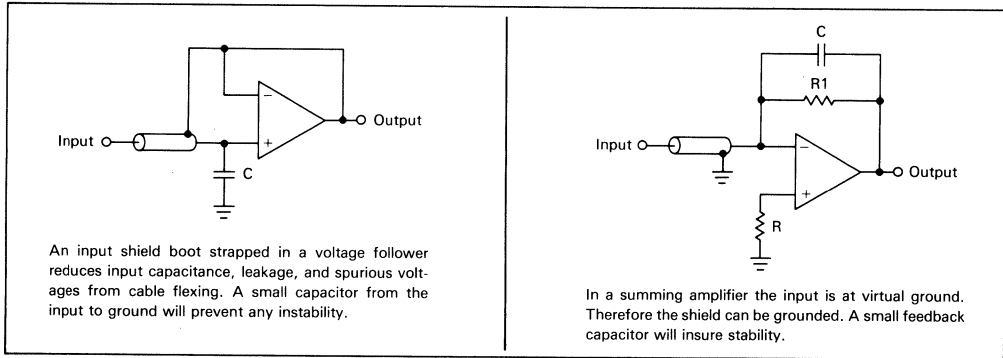 Input
−
+
C
Output
An input shield boot strapped in a voltage follower
reduces input capacitance, leakage, and spurious volt-
ages from cable flexing. A small capacitor from the
input to ground will prevent any instability.
C
R1
Input
−
+
R
Output
In a summing amplifier the input is at virtual ground.
Therefore the shield can be grounded. A small feedback
capacitor will insure stability.